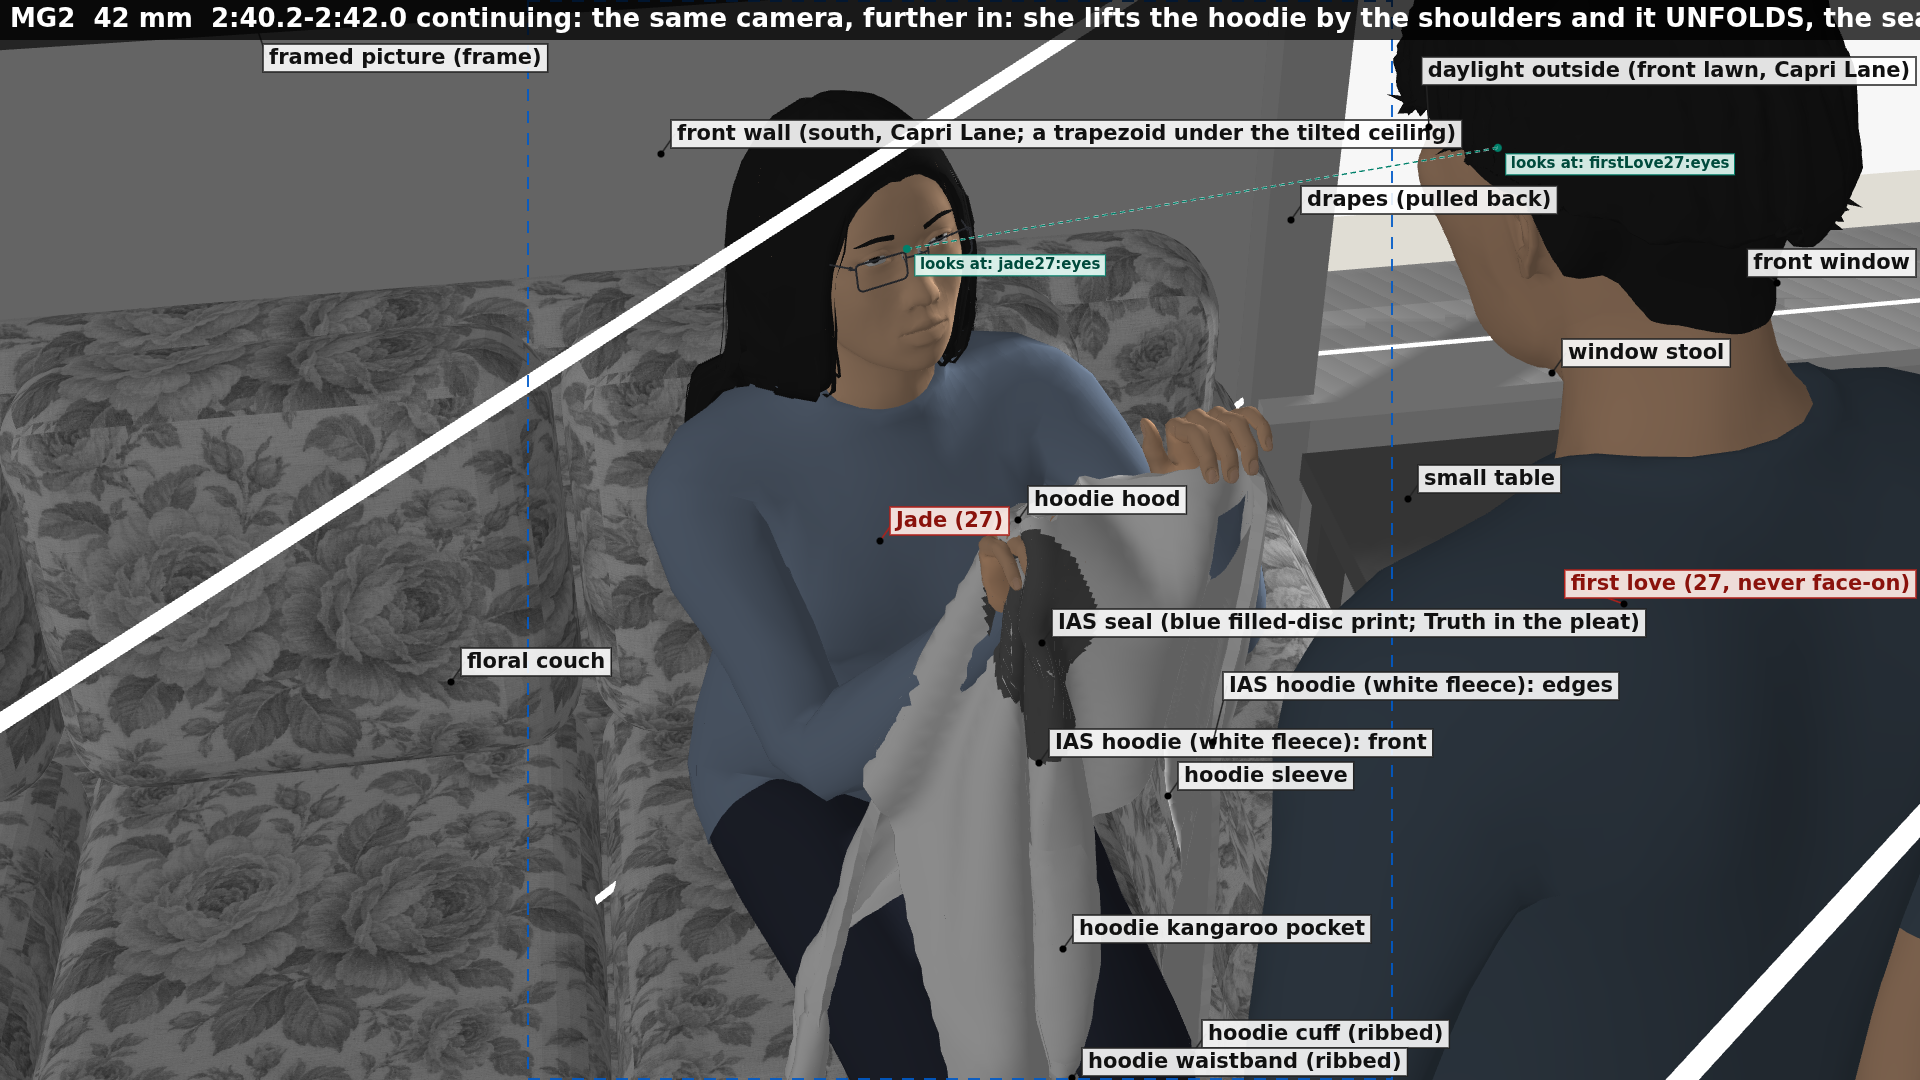 MG2 42 mm 2:40.2-2:42.0 continuing: the same camera, further in: she lifts the hoodie by the shoulders and it UNFOLDS, the
framed picture (frame)
daylight outside (front lawn, Capri Lane)
front wall (south, Capri Lane; a trapezoid under the tilted ceiling)
looks at: firstLove27:eyes
drapes (pulled back)
looks at: jade27:eyes
front window
window stool
small table
hoodie hood
Jade (27)
first love (27, never face-on)
IAS seal (blue filled-disc print; Truth in the pleat)
floral couch
IAS hoodie (white fleece): edges
IAS hoodie (white fleece): front
hoodie sleeve
hoodie kangaroo pocket
hoodie cuff (ribbed)
hoodie waistband (ribbed)